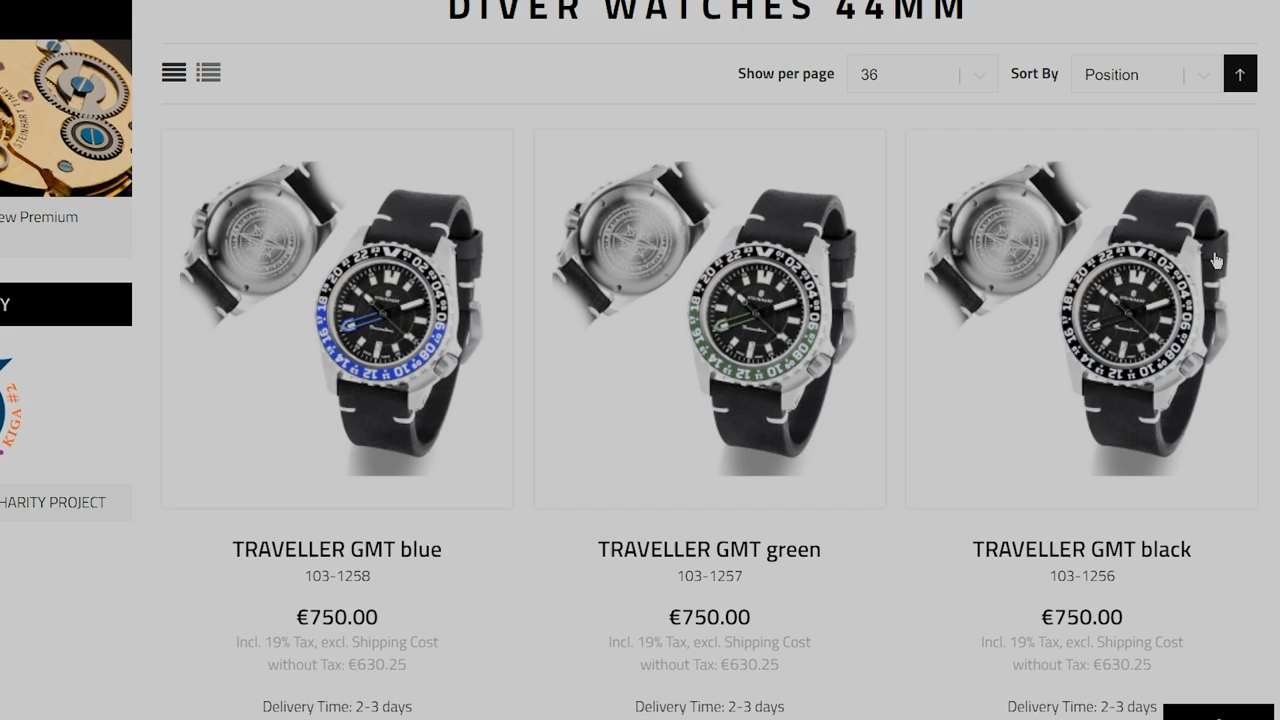 DIVER WATCHES 44MM
Show per page
36
Sort By
Position
STEINHART TIME
ew Premium
Y
KIGA #2
HARITY PROJECT
TRAVELLER GMT blue
103-1258
€750.00
Incl. 19% Tax, excl. Shipping Cost
without Tax: €630.25
Delivery Time: 2-3 days
TRAVELLER GMT green
103-1257
€750.00
Incl. 19% Tax, excl. Shipping Cost
without Tax: €630.25
Delivery Time: 2-3 days
TRAVELLER GMT black
103-1256
€750.00
Incl. 19% Tax, excl. Shipping Cost
without Tax: €630.25
Delivery Time: 2-3 days